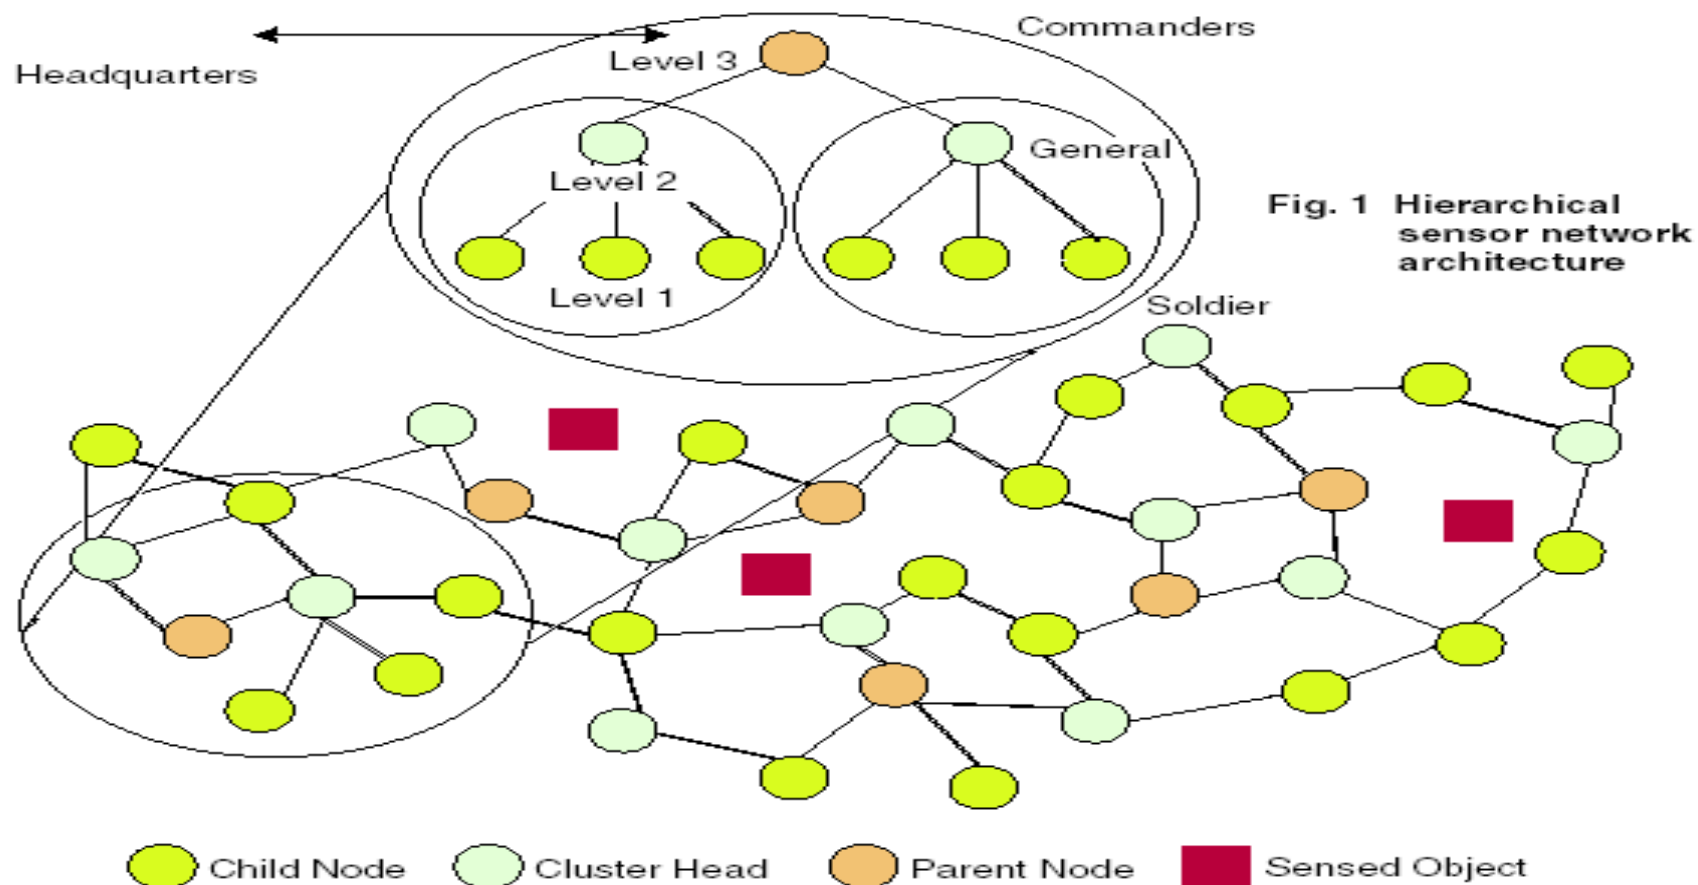 Commanders
Level 3
Headquarters
General
Level 2
Fig. 1 Hierarchical
sensor network
architecture
Level 1
Soldier
Child Node
Cluster Head
Parent Node
Sensed Object